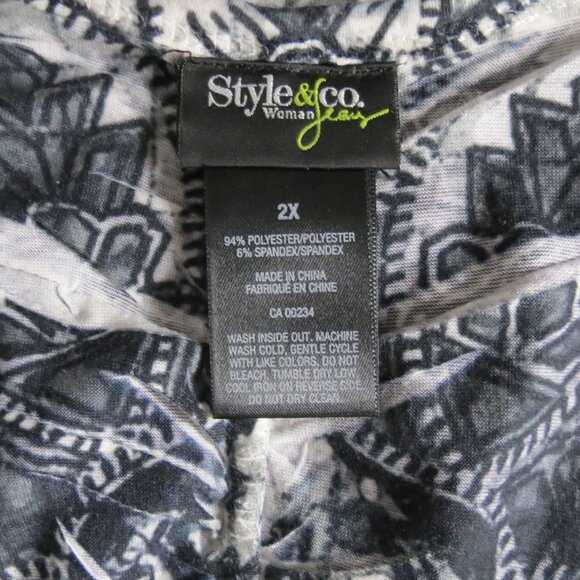 Style&co.
Woman Jeans
2X
94% POLYESTER/POLYESTER
6% SPANDEX/SPANDEX
MADE IN CHINA
FABRIQUÉ EN CHINE
CA 00234
WASH INSIDE OUT. MACHINE
WASH COLD, GENTLE CYCLE
WITH LIKE COLORS. DO NOT
BLEACH. TUMBLE DRY LOW.
COOL IRON ON REVERSE SIDE.
DO NOT DRY CLEAN.